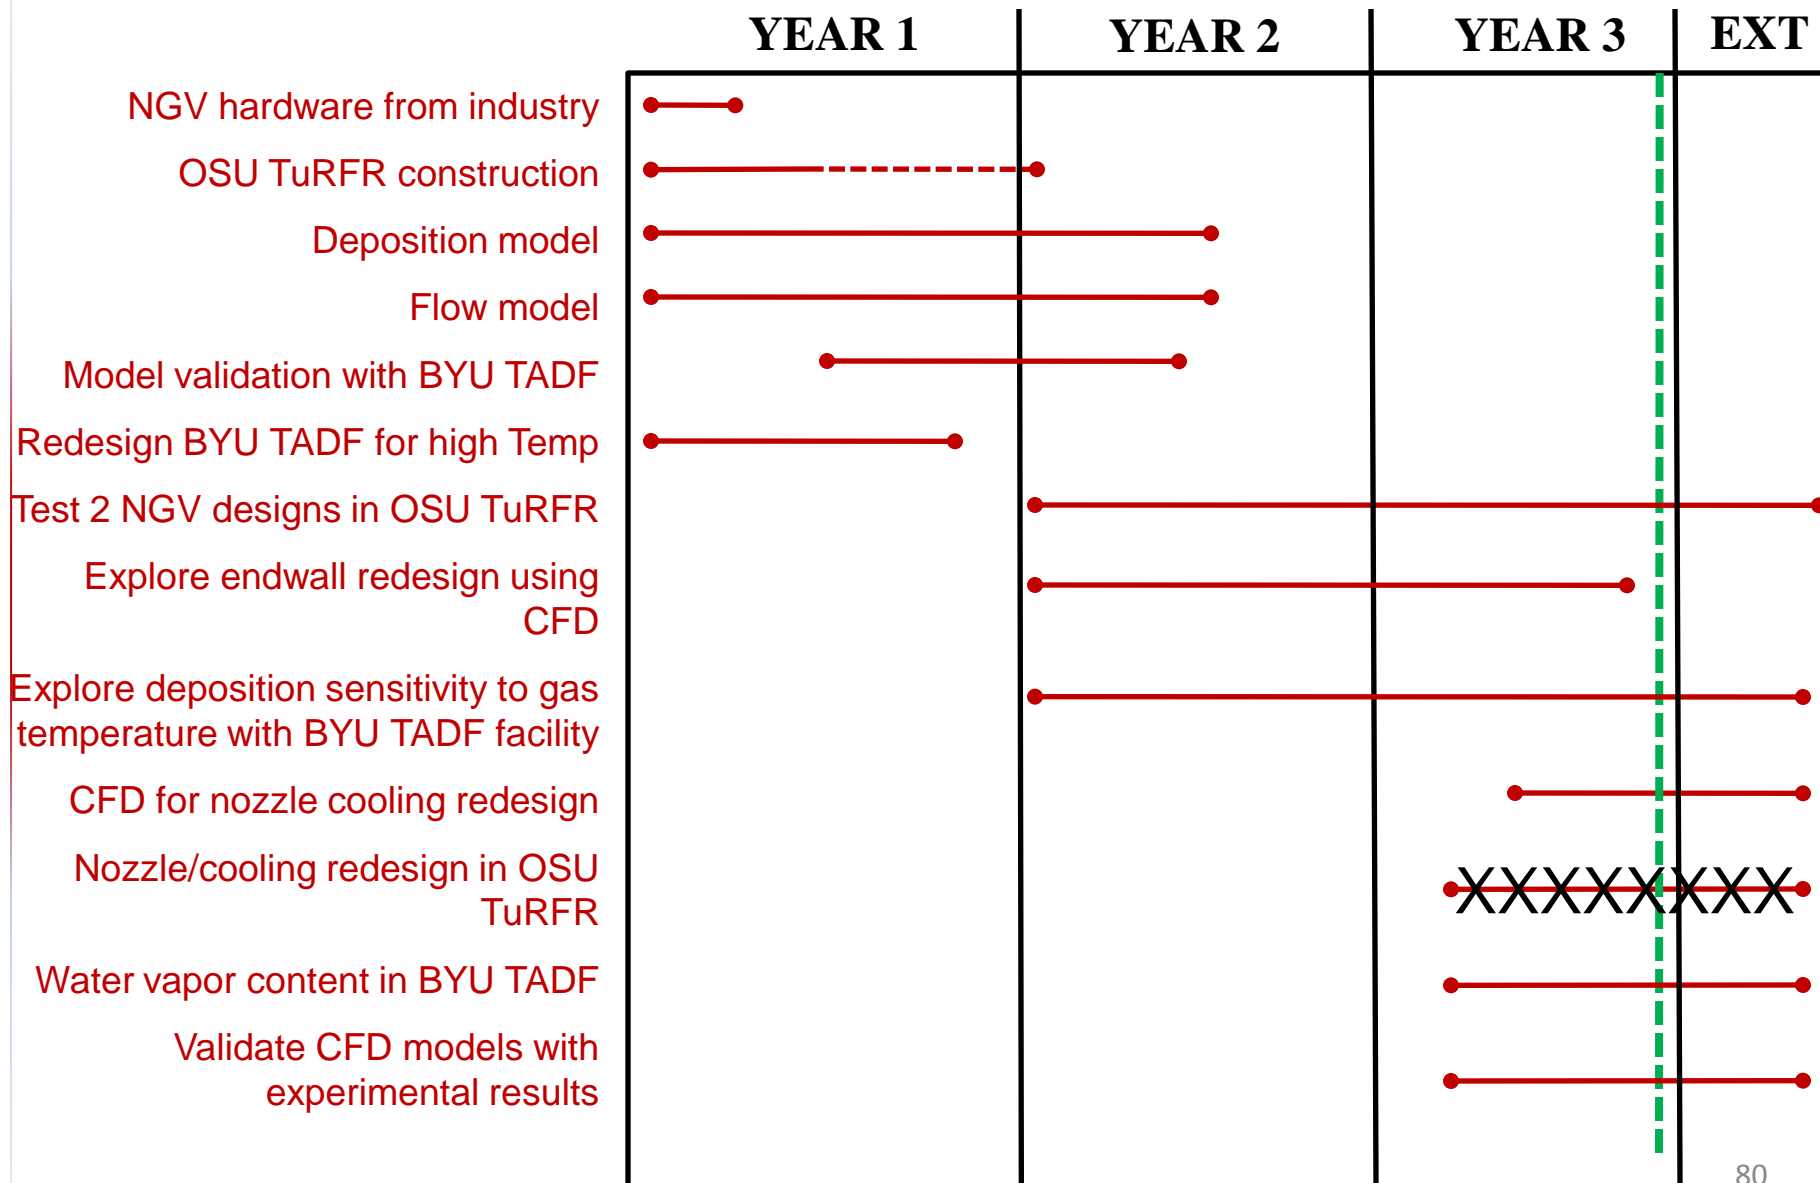 YEAR 1 YEAR 2 YEAR 3 EXT
NGV hardware from industry
OSU TuRFR construction
Deposition model
Flow model
Model validation with BYU TADF
Redesign BYU TADF for high Temp
Test 2 NGV designs in OSU TuRFR
Explore endwall redesign using
CFD
Explore deposition sensitivity to gas
temperature with BYU TADF facility
CFD for nozzle cooling redesign
Nozzle/cooling redesign in OSU
TuRFR
XXXXXXXX
Water vapor content in BYU TADF
Validate CFD models with
experimental results
80